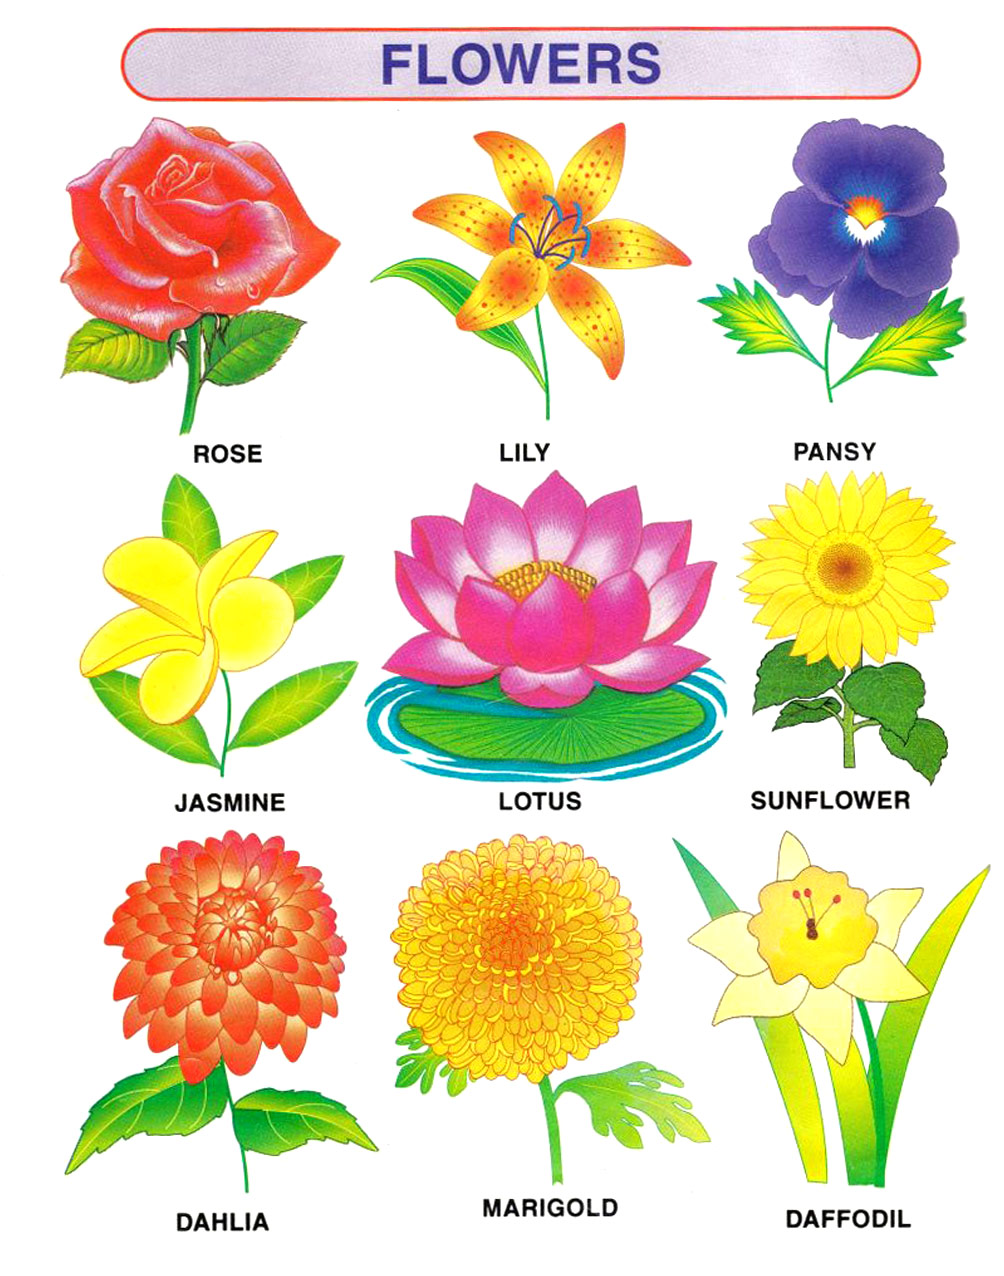 FLOWERS
ROSE
LILY
PANSY
JASMINE
LOTUS
SUNFLOWER
DAHLIA
MARIGOLD
DAFFODIL